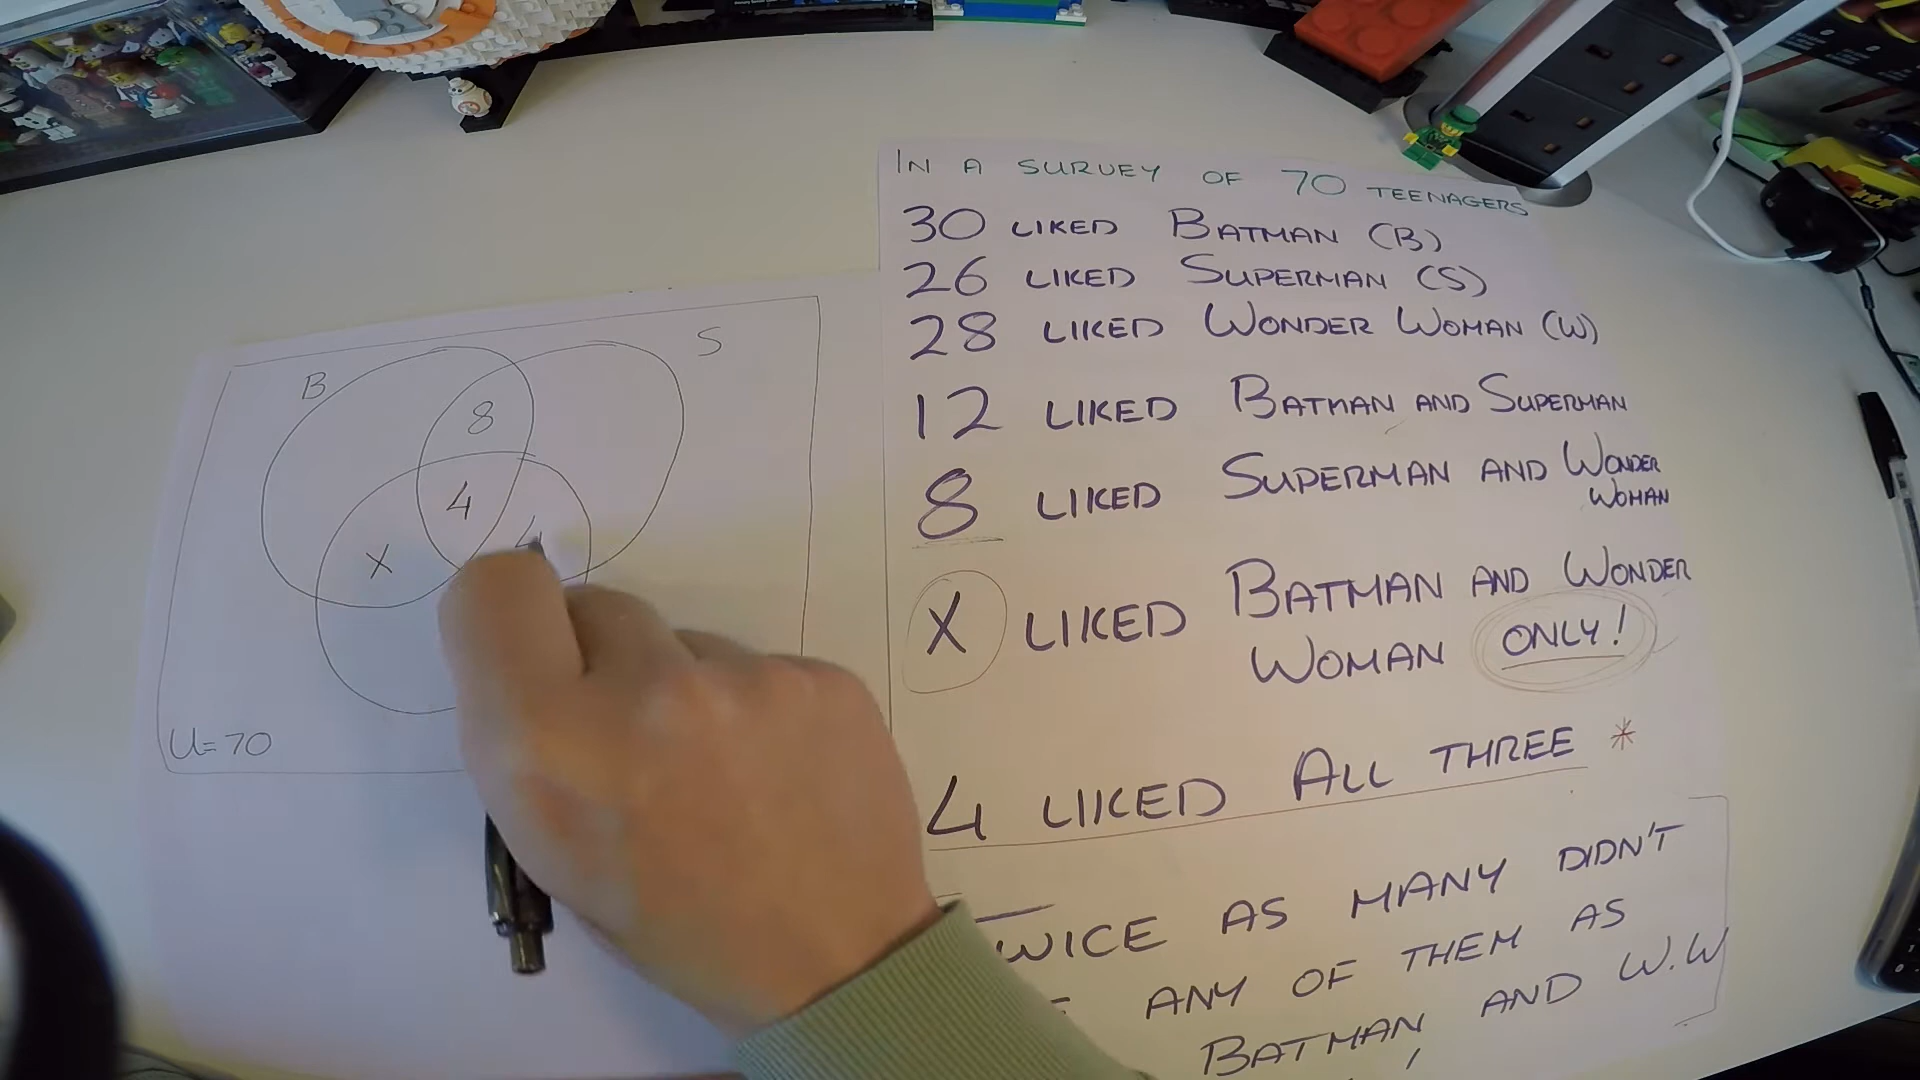 IN A SURVEY OF 70 TEENAGERS
30 LIKED BATMAN (B)
26 LIKED SUPERMAN (S)
28 LIKED WONDER WOMAN (W)
12 LIKED BATMAN AND SUPERMAN
8 LIKED SUPERMAN AND WONDER
WOMAN
X LIKED BATMAN AND WONDER
WOMAN ONLY!
4 LIKED ALL THREE *
TWICE AS MANY DIDN'T
ANY OF THEM AS
BATMAN AND W.W
B
S
8
4
X
4
U=70